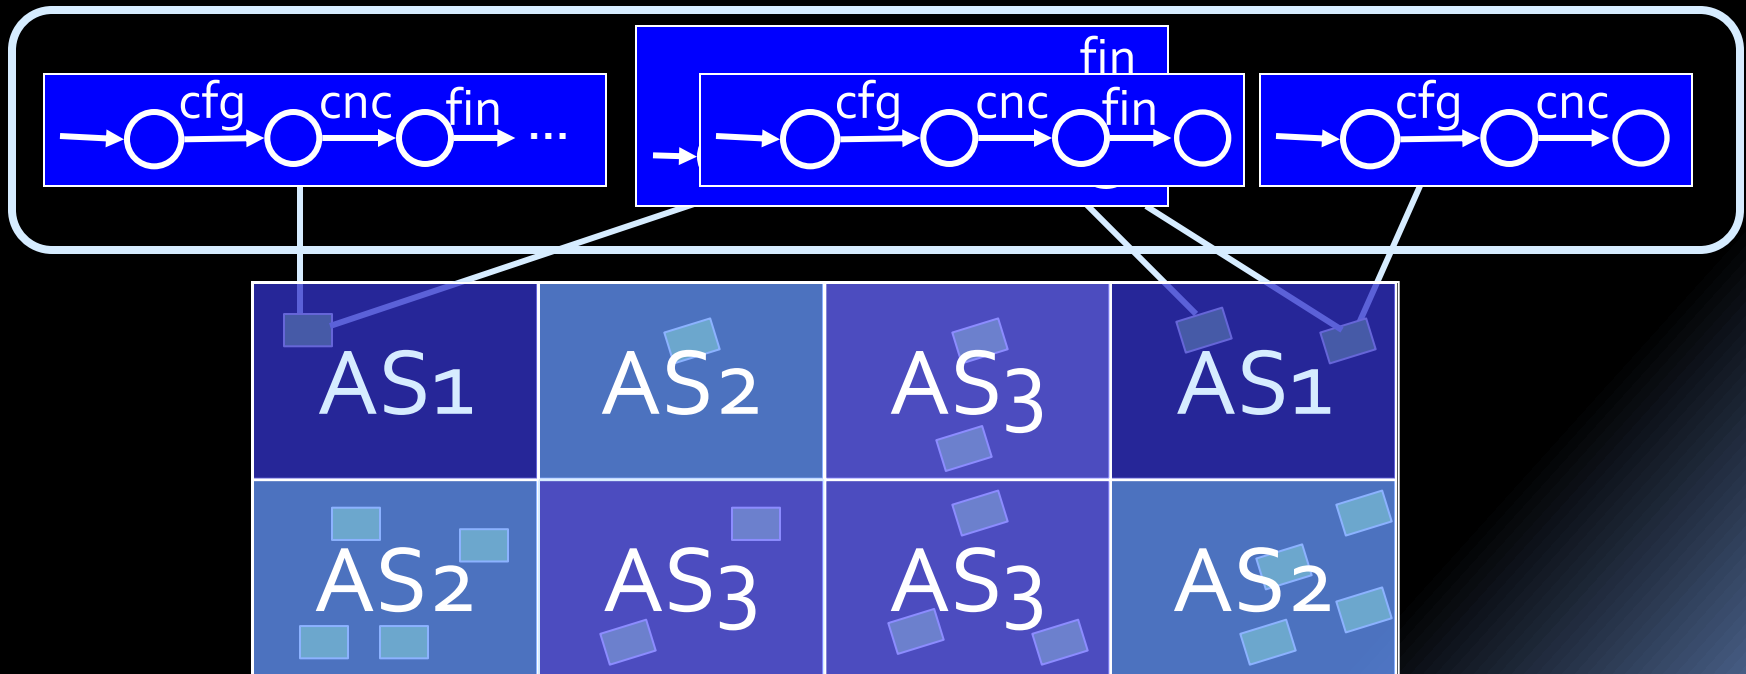 fin
cfg cnc fin ...
cfg cnc fin
cfg cnc
AS1 AS2 AS3 AS1
AS2 AS3 AS3 AS2